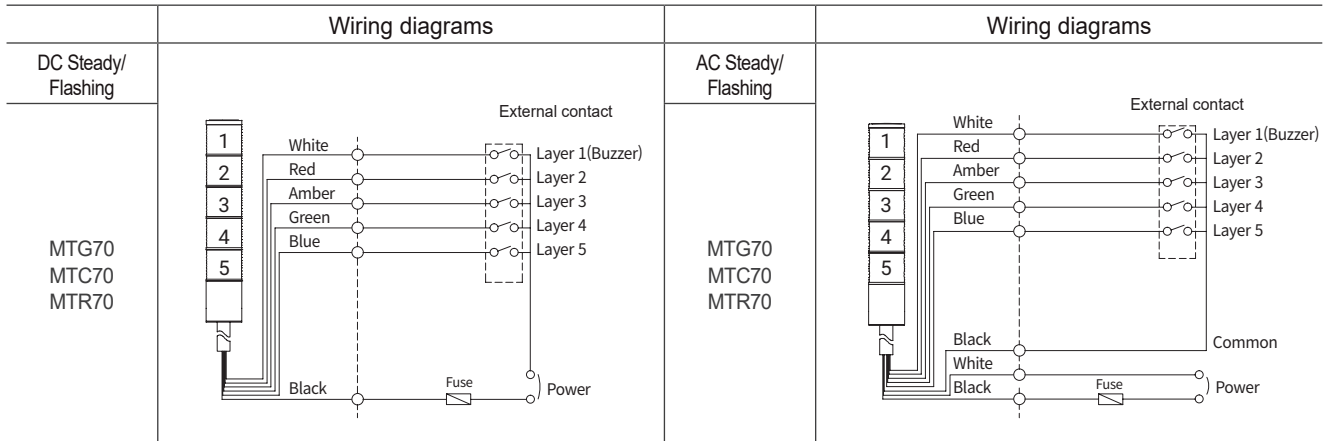 Wiring diagrams
Wiring diagrams
DC Steady/
Flashing
External contact
1
2
3
4
5
White
Red
Amber
Green
Blue
Layer 1(Buzzer)
Layer 2
Layer 3
Layer 4
Layer 5
MTG70
MTC70
MTR70
Black
Fuse
Power
AC Steady/
Flashing
External contact
1
2
3
4
5
White
Red
Amber
Green
Blue
Layer 1(Buzzer)
Layer 2
Layer 3
Layer 4
Layer 5
MTG70
MTC70
MTR70
Black
Common
White
Black
Fuse
Power